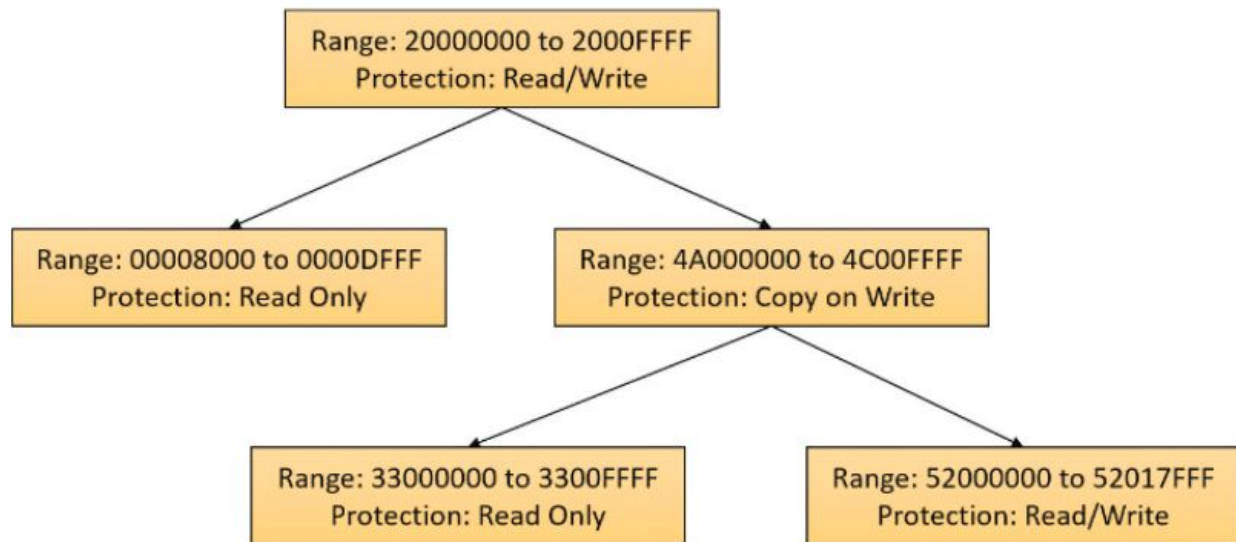 Range: 20000000 to 2000FFFF
Protection: Read/Write
Range: 00008000 to 0000DFFF
Protection: Read Only
Range: 4A000000 to 4C00FFFF
Protection: Copy on Write
Range: 33000000 to 3300FFFF
Protection: Read Only
Range: 52000000 to 52017FFF
Protection: Read/Write